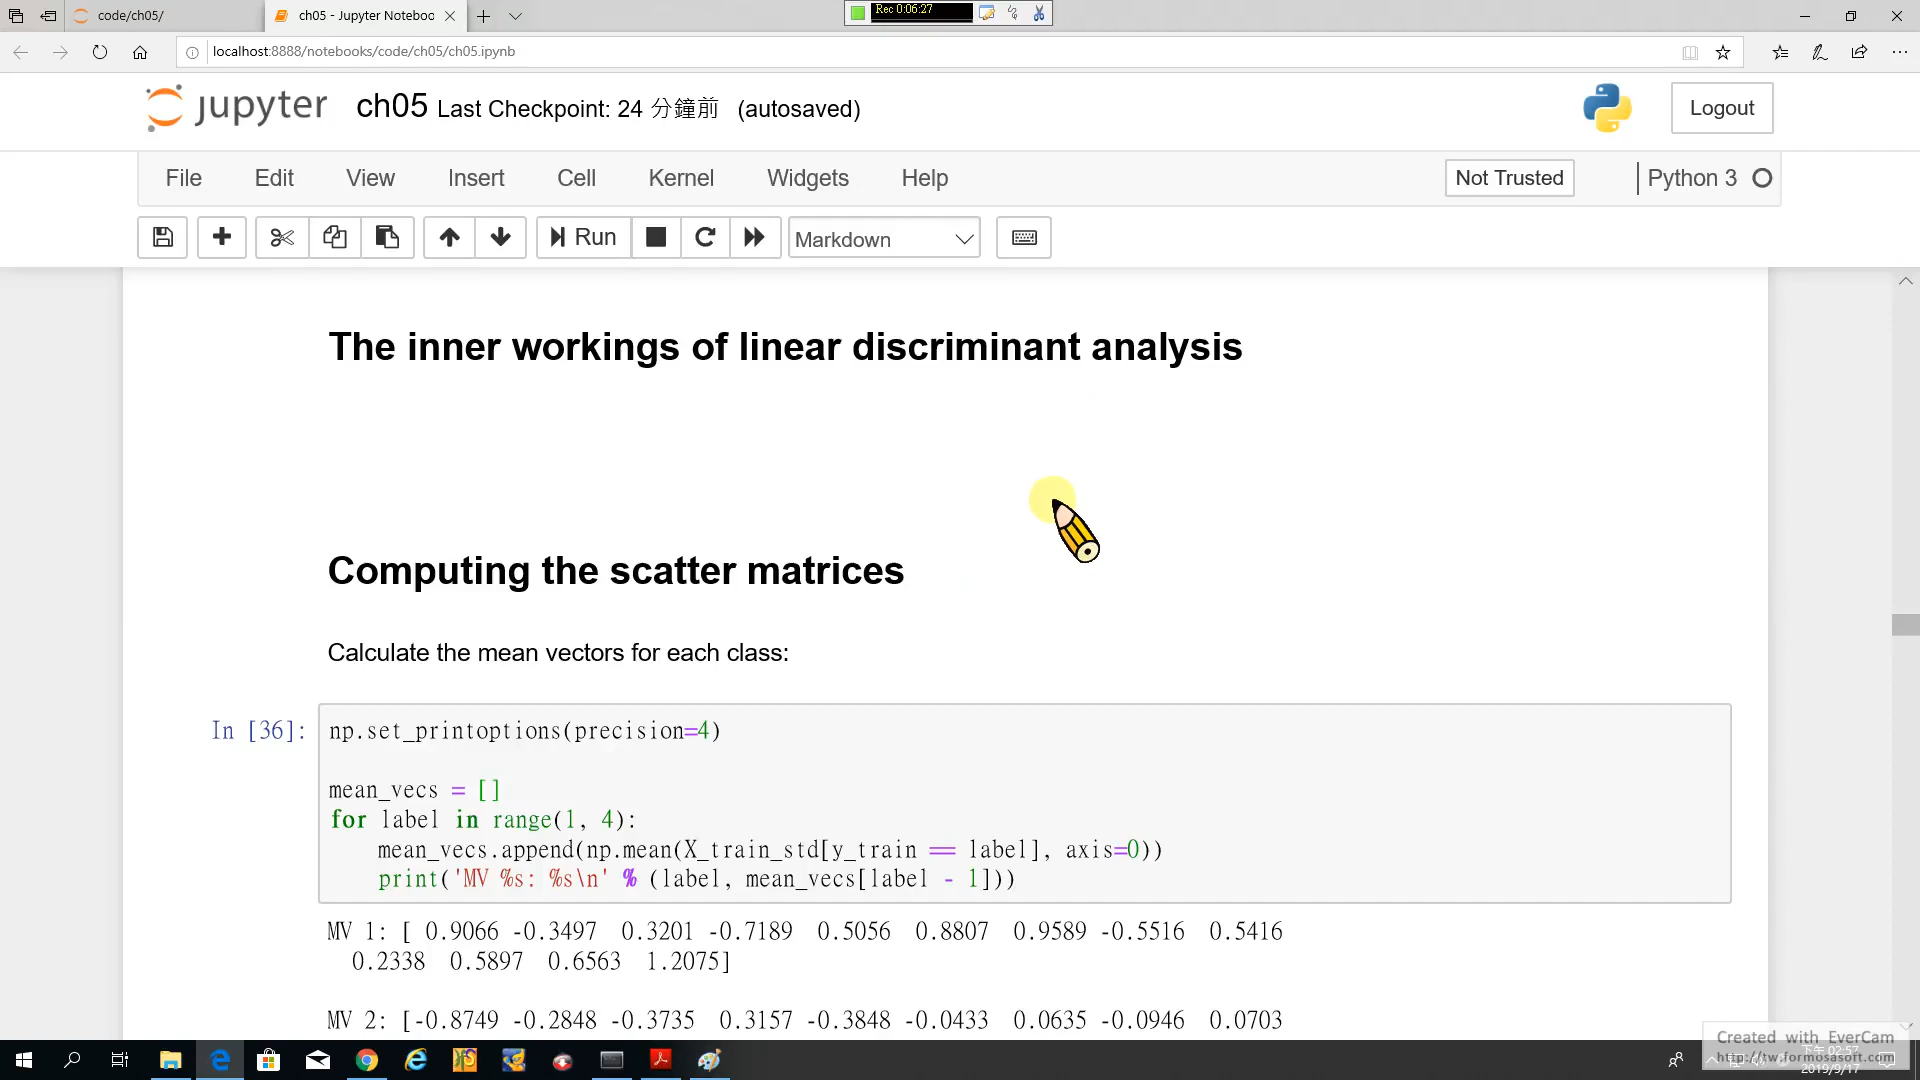 code/ch05/
ch05 - Jupyter Noteboo
Rec 0:06:27
localhost:8888/notebooks/code/ch05/ch05.ipynb
jupyter ch05 Last Checkpoint: 24 分鐘前 (autosaved)
Logout
File Edit View Insert Cell Kernel Widgets Help
Not Trusted
Python 3
Run
Markdown
The inner workings of linear discriminant analysis
Computing the scatter matrices
Calculate the mean vectors for each class:
In [36]:
np.set_printoptions(precision=4)
mean_vecs = []
for label in range(1, 4):
    mean_vecs.append(np.mean(X_train_std[y_train == label], axis=0))
    print('MV %s: %s\n' % (label, mean_vecs[label - 1]))
MV 1: [ 0.9066 -0.3497  0.3201 -0.7189  0.5056  0.8807  0.9589 -0.5516  0.5416
  0.2338  0.5897  0.6563  1.2075]
MV 2: [-0.8749 -0.2848 -0.3735  0.3157 -0.3848 -0.0433  0.0635 -0.0946  0.0703
Created with EverCam
http://tw.formosasoft.com
下午 02:57
2019/9/17